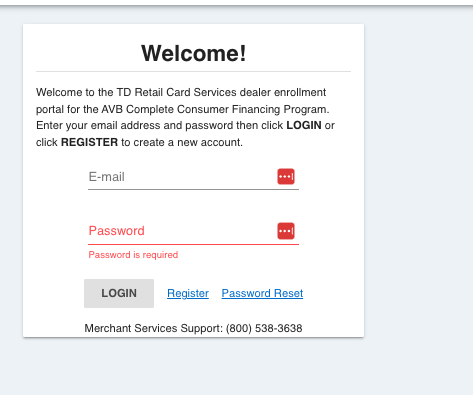 Welcome!
Welcome to the TD Retail Card Services dealer enrollment
portal for the AVB Complete Consumer Financing Program.
Enter your email address and password then click LOGIN or
click REGISTER to create a new account.
E-mail
Password
Password is required
LOGIN Register Password Reset
Merchant Services Support: (800) 538-3638